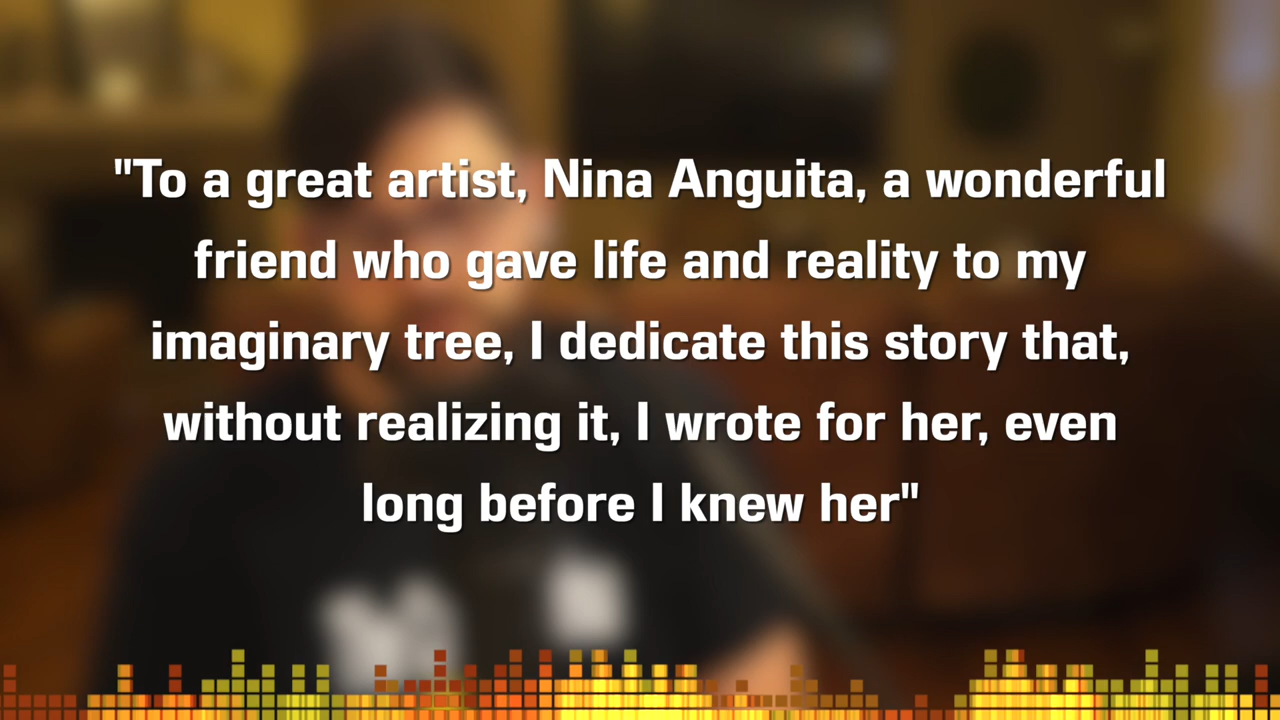 "To a great artist, Nina Anguita, a wonderful
friend who gave life and reality to my
imaginary tree, I dedicate this story that,
without realizing it, I wrote for her, even
long before I knew her"